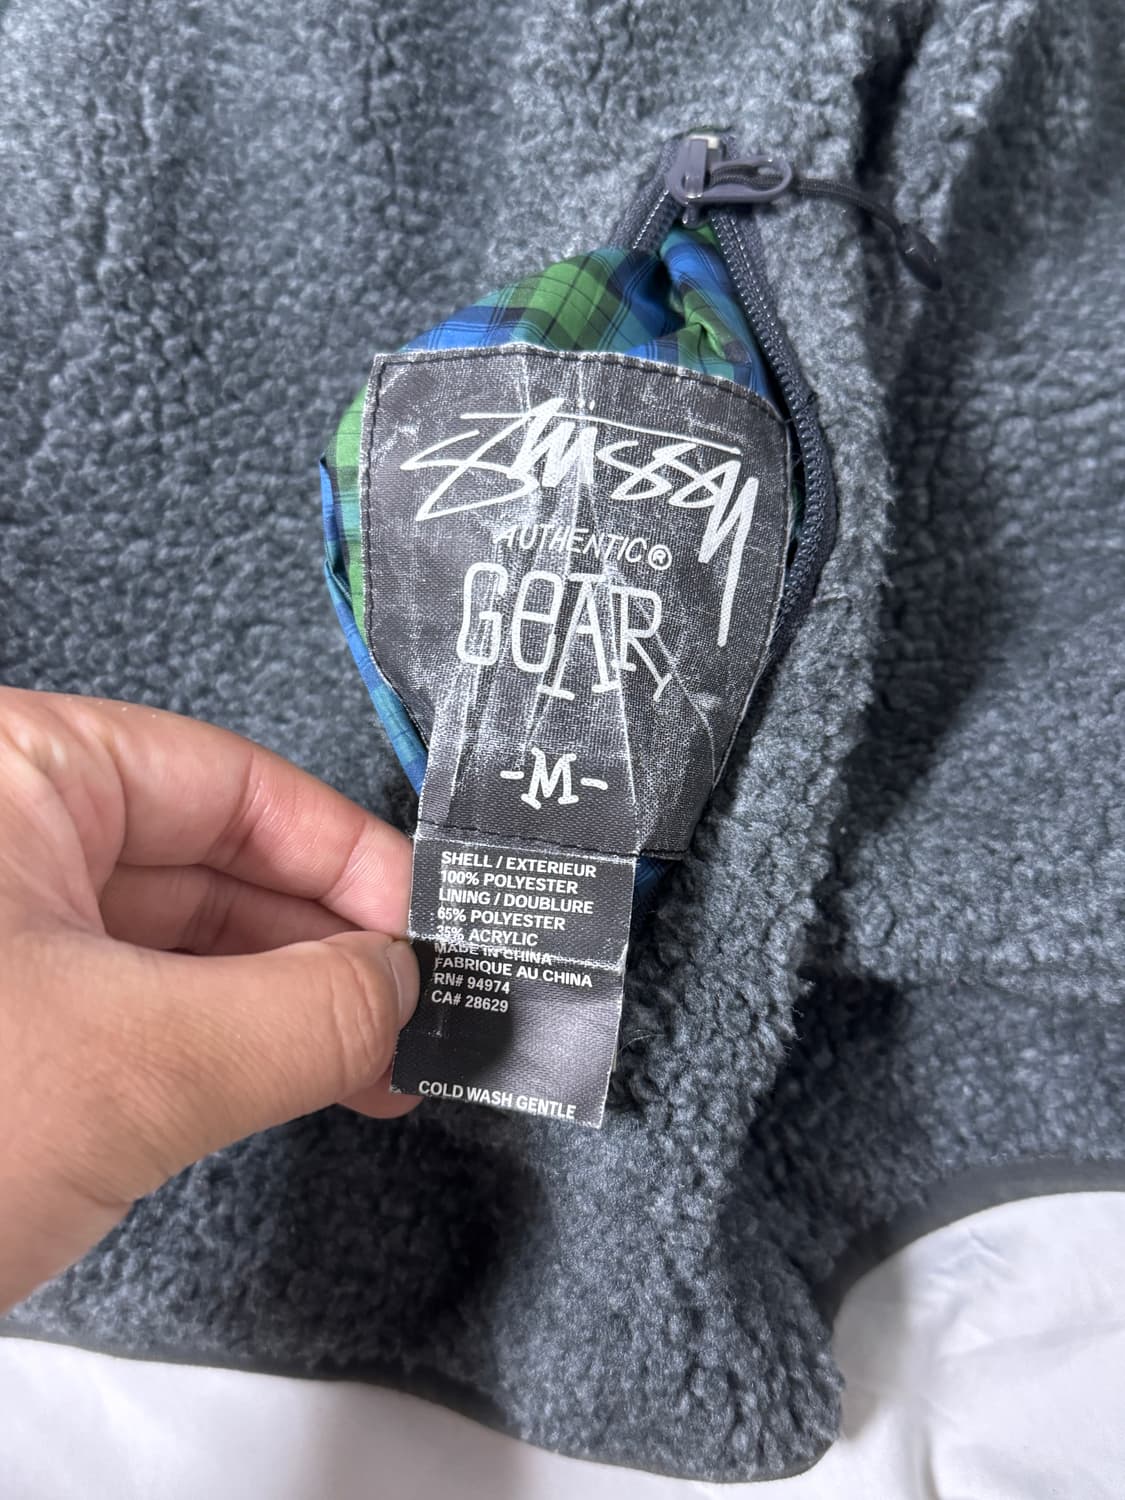 Stüssy
AUTHENTIC®
GEAR
-M-
SHELL / EXTERIEUR
100% POLYESTER
LINING / DOUBLURE
65% POLYESTER
35% ACRYLIC
MADE IN CHINA
FABRIQUE AU CHINA
RN# 94974
CA# 28629
COLD WASH GENTLE